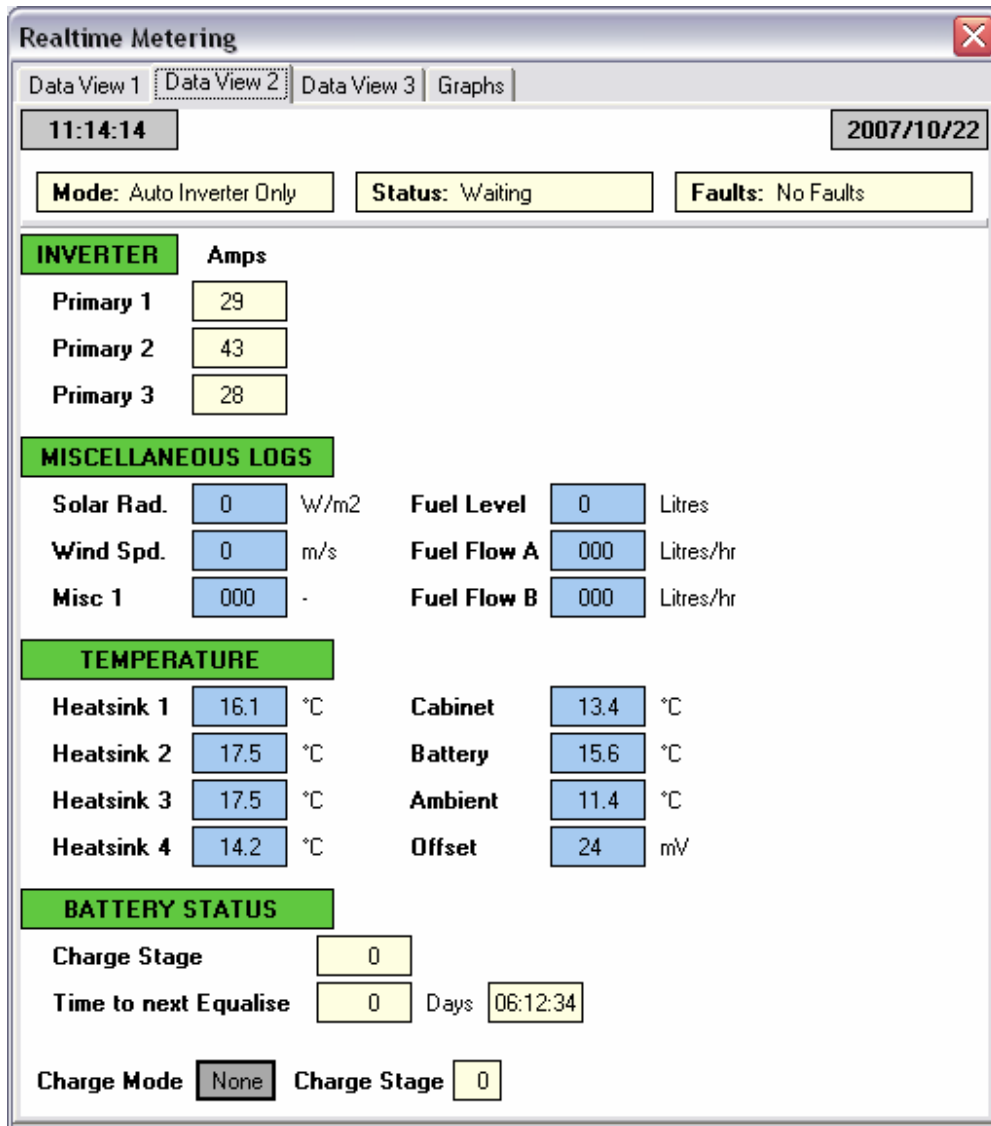 Realtime Metering
Data View 1 Data View 2 Data View 3 Graphs
11:14:14 2007/10/22
Mode: Auto Inverter Only Status: Waiting Faults: No Faults
INVERTER Amps
Primary 1 29
Primary 2 43
Primary 3 28
MISCELLANEOUS LOGS
Solar Rad. 0 W/m2 Fuel Level 0 Litres
Wind Spd. 0 m/s Fuel Flow A 000 Litres/hr
Misc 1 000 - Fuel Flow B 000 Litres/hr
TEMPERATURE
Heatsink 1 16.1 °C Cabinet 13.4 °C
Heatsink 2 17.5 °C Battery 15.6 °C
Heatsink 3 17.5 °C Ambient 11.4 °C
Heatsink 4 14.2 °C Offset 24 mV
BATTERY STATUS
Charge Stage 0
Time to next Equalise 0 Days 06:12:34
Charge Mode None Charge Stage 0